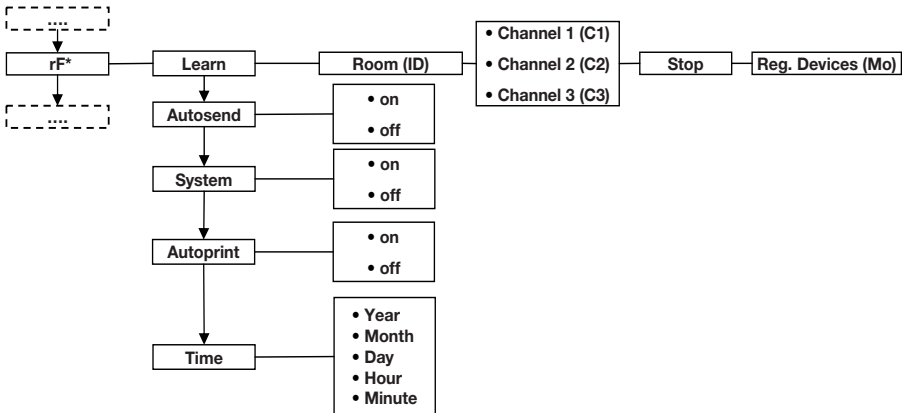 ....
rF*
....
Learn
Room (ID)
• Channel 1 (C1)
• Channel 2 (C2)
• Channel 3 (C3)
Stop
Reg. Devices (Mo)
Autosend
• on
• off
System
• on
• off
Autoprint
• on
• off
Time
• Year
• Month
• Day
• Hour
• Minute